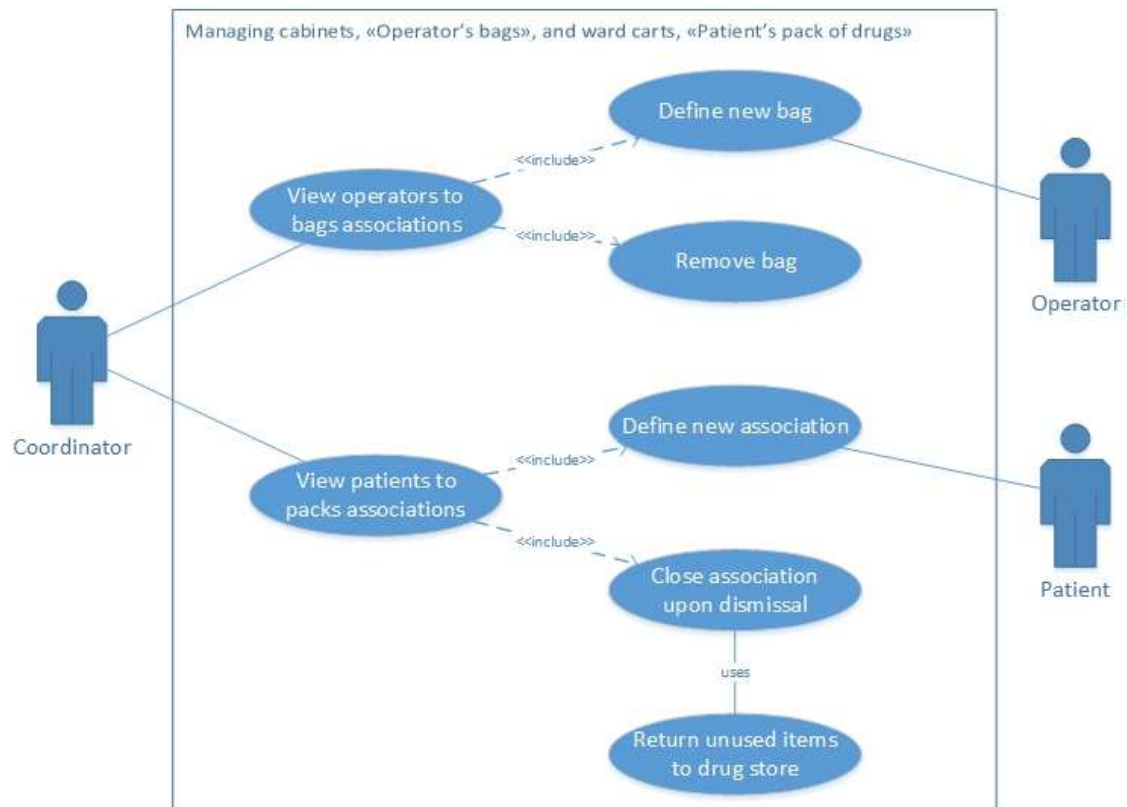 Managing cabinets, «Operator's bags», and ward carts, «Patient's pack of drugs»
Define new bag
<<include>>
View operators to
bags associations
<<include>>
Remove bag
Operator
Coordinator
Define new association
<<include>>
View patients to
packs associations
<<include>>
Close association
upon dismissal
Patient
uses
Return unused items
to drug store